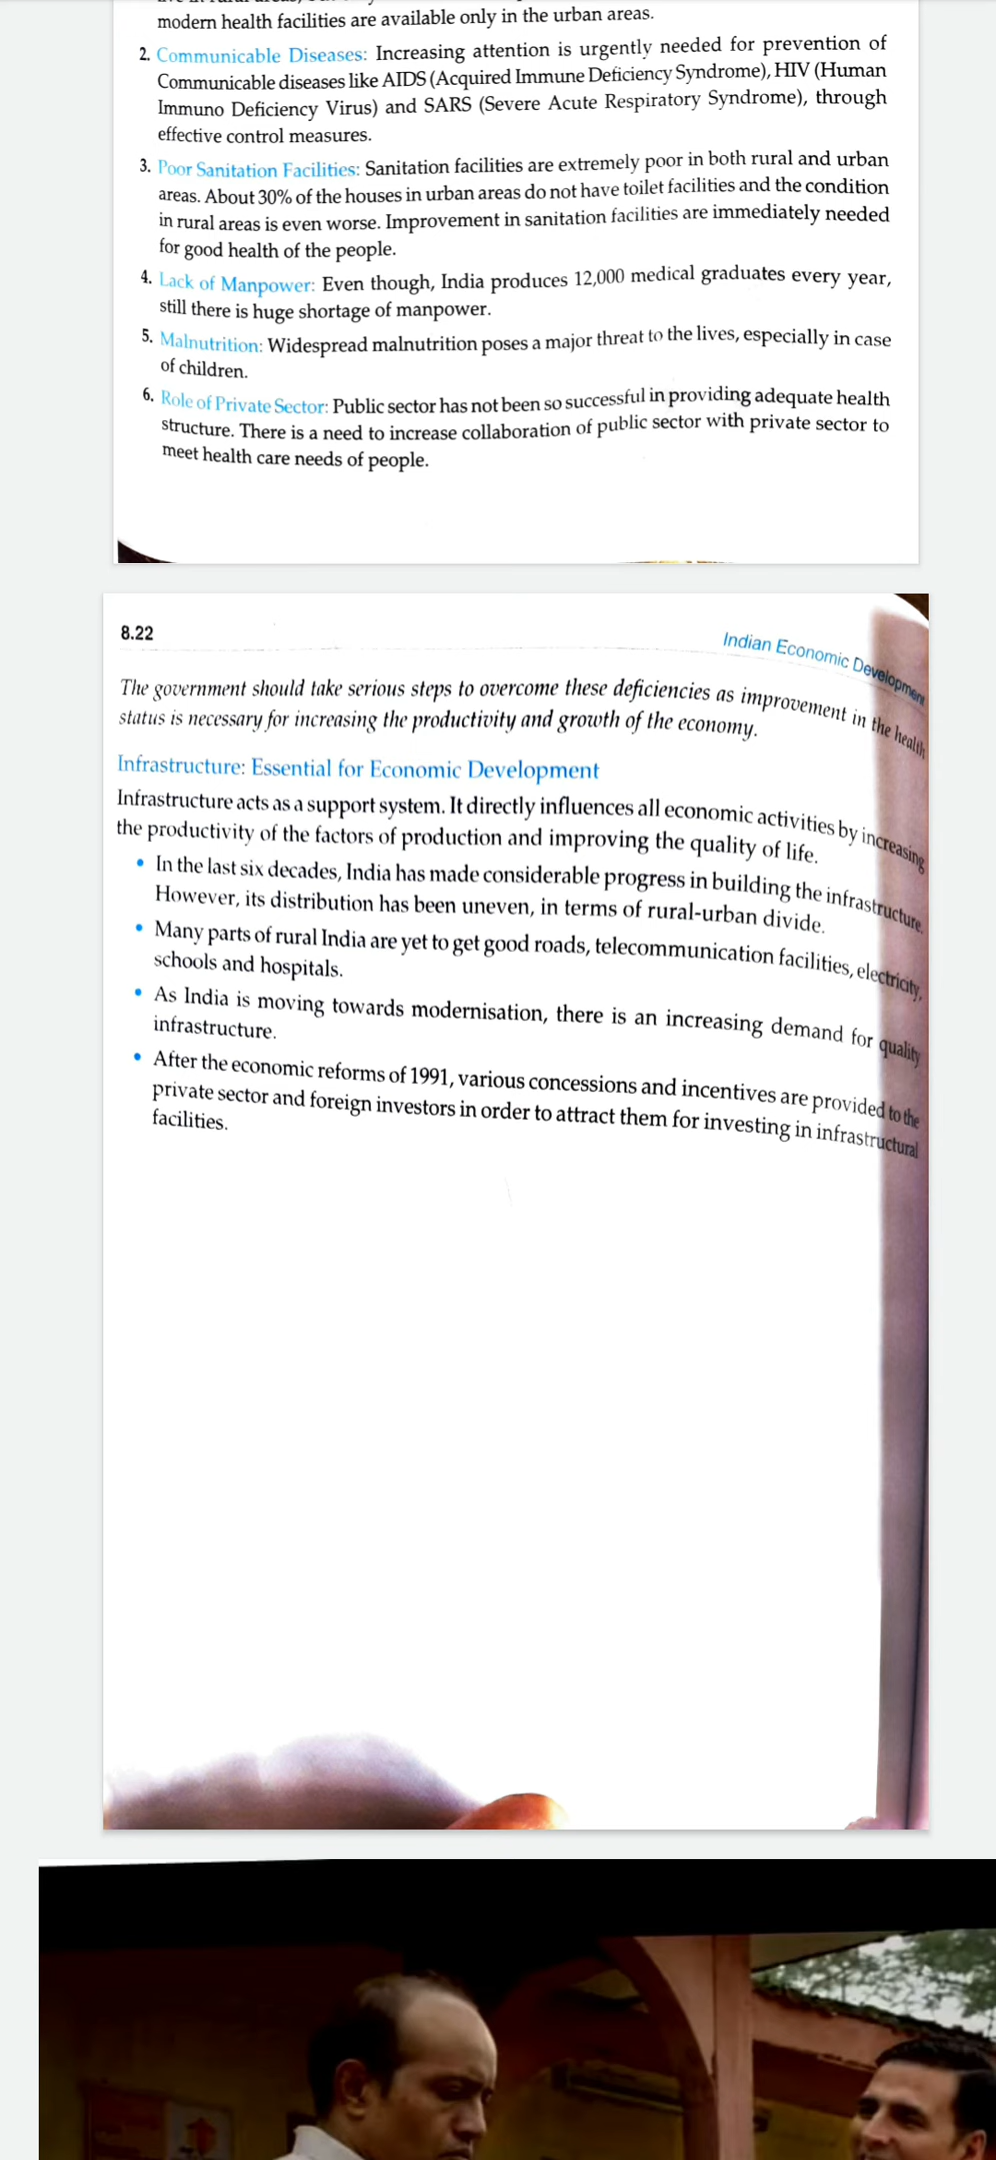 modern health facilities are available only in the urban areas.
2. Communicable Diseases: Increasing attention is urgently needed for prevention of
Communicable diseases like AIDS (Acquired Immune Deficiency Syndrome), HIV (Human
Immuno Deficiency Virus) and SARS (Severe Acute Respiratory Syndrome), through
effective control measures.
3. Poor Sanitation Facilities: Sanitation facilities are extremely poor in both rural and urban
areas. About 30% of the houses in urban areas do not have toilet facilities and the condition
in rural areas is even worse. Improvement in sanitation facilities are immediately needed
for good health of the people.
4. Lack of Manpower: Even though, India produces 12,000 medical graduates every year,
still there is huge shortage of manpower.
5. Malnutrition: Widespread malnutrition poses a major threat to the lives, especially in case
of children.
6. Role of Private Sector: Public sector has not been so successful in providing adequate health
structure. There is a need to increase collaboration of public sector with private sector to
meet health care needs of people.
8.22
Indian Economic Development
The government should take serious steps to overcome these deficiencies as improvement in the health
status is necessary for increasing the productivity and growth of the economy.
Infrastructure: Essential for Economic Development
Infrastructure acts as a support system. It directly influences all economic activities by increasing
the productivity of the factors of production and improving the quality of life.
• In the last six decades, India has made considerable progress in building the infrastructure.
However, its distribution has been uneven, in terms of rural-urban divide.
• Many parts of rural India are yet to get good roads, telecommunication facilities, electricity,
schools and hospitals.
• As India is moving towards modernisation, there is an increasing demand for quality
infrastructure.
• After the economic reforms of 1991, various concessions and incentives are provided to the
private sector and foreign investors in order to attract them for investing in infrastructural
facilities.